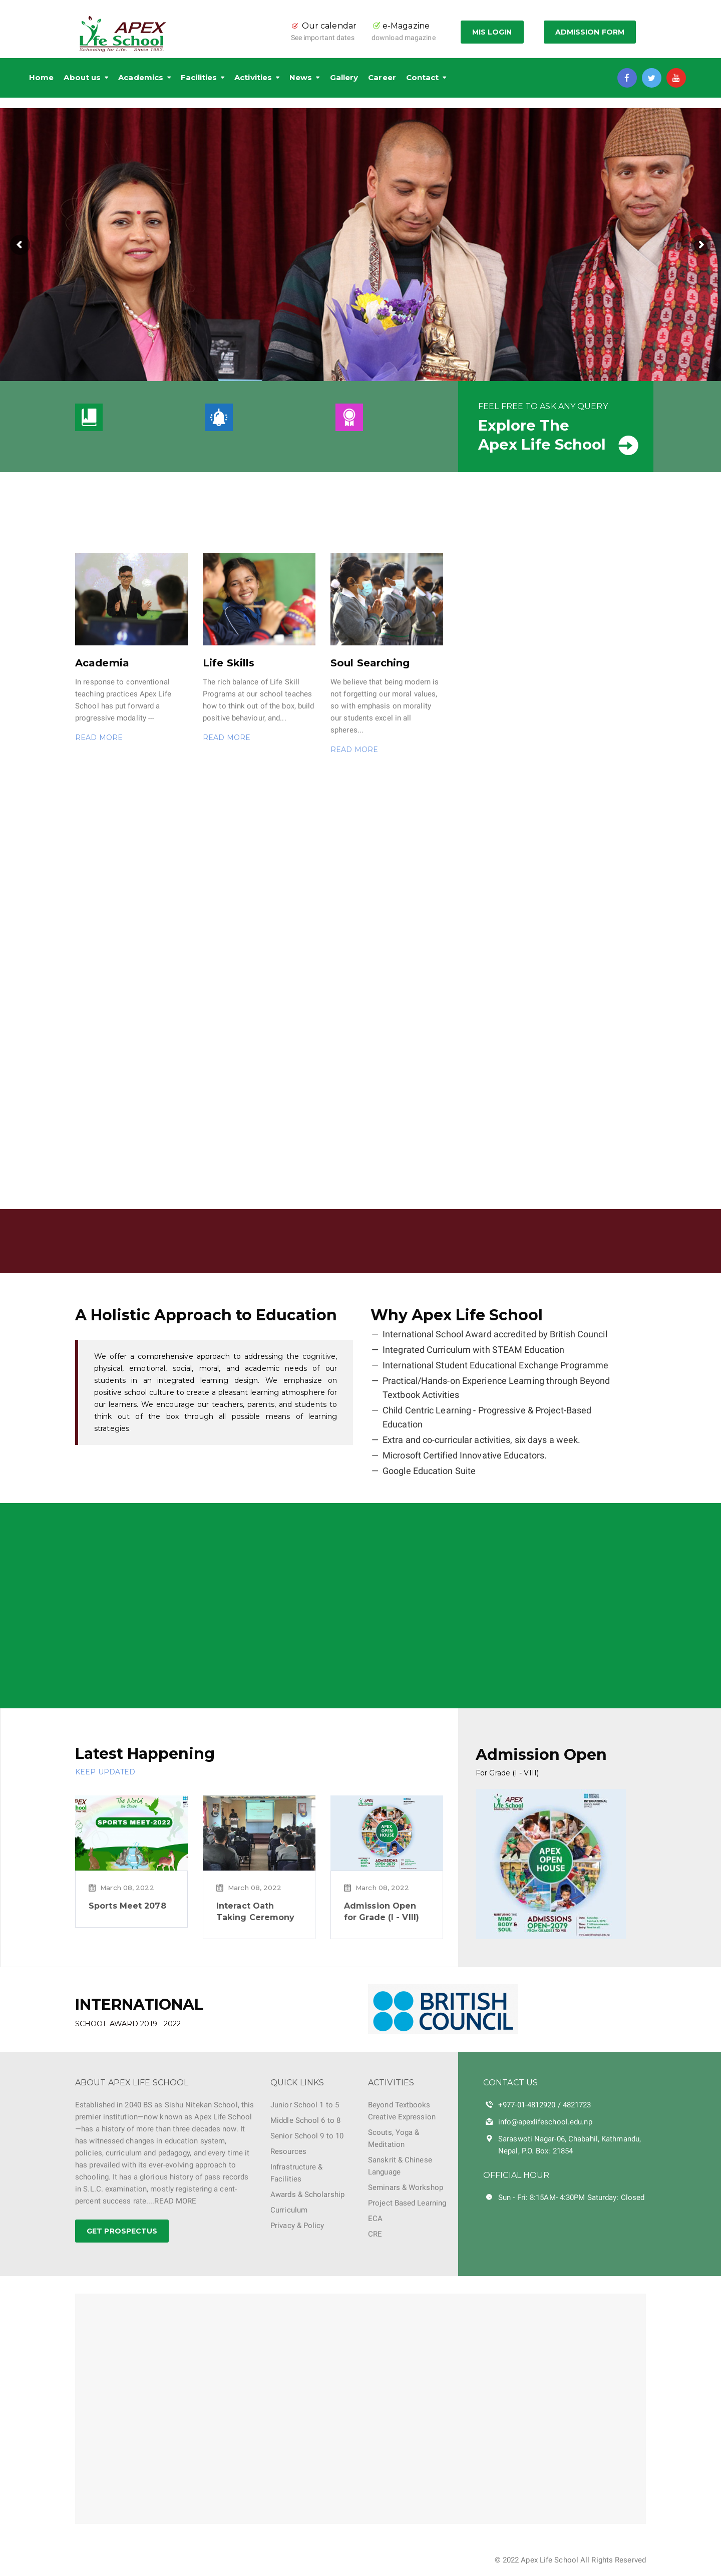 APEX
Life School
Schooling for Life... Since 1983.
Our calendar
See important dates
e-Magazine
download magazine
MIS LOGIN
ADMISSION FORM
Home About us Academics Facilities Activities News Gallery Career Contact
FEEL FREE TO ASK ANY QUERY
Explore The
Apex Life School
Academia
In response to conventional
teaching practices Apex Life
School has put forward a
progressive modality —
READ MORE
Life Skills
The rich balance of Life Skill
Programs at our school teaches
how to think out of the box, build
positive behaviour, and...
READ MORE
Soul Searching
We believe that being modern is
not forgetting our moral values,
so with emphasis on morality
our students excel in all
spheres...
READ MORE
A Holistic Approach to Education
We offer a comprehensive approach to addressing the cognitive,
physical, emotional, social, moral, and academic needs of our
students in an integrated learning design. We emphasize on
positive school culture to create a pleasant learning atmosphere for
our learners. We encourage our teachers, parents, and students to
think out of the box through all possible means of learning
strategies.
Why Apex Life School
— International School Award accredited by British Council
— Integrated Curriculum with STEAM Education
— International Student Educational Exchange Programme
— Practical/Hands-on Experience Learning through Beyond
Textbook Activities
— Child Centric Learning - Progressive & Project-Based
Education
— Extra and co-curricular activities, six days a week.
— Microsoft Certified Innovative Educators.
— Google Education Suite
Latest Happening
KEEP UPDATED
The World
SPORTS MEET-2022
March 08, 2022
Sports Meet 2078
March 08, 2022
Interact Oath
Taking Ceremony
APEX
OPEN
HOUSE
March 08, 2022
Admission Open
for Grade (I - VIII)
Admission Open
For Grade (I - VIII)
APEX
Life School
BRITISH
COUNCIL
INTERNATIONAL
APEX
OPEN
HOUSE
NURTURING THE
MIND
BODY &
SOUL
ADMISSIONS
OPEN-2079
INTERNATIONAL
SCHOOL AWARD 2019 - 2022
BRITISH
COUNCIL
ABOUT APEX LIFE SCHOOL
Established in 2040 BS as Sishu Nitekan School, this
premier institution—now known as Apex Life School
—has a history of more than three decades now. It
has witnessed changes in education system,
policies, curriculum and pedagogy, and every time it
has prevailed with its ever-evolving approach to
schooling. It has a glorious history of pass records
in S.L.C. examination, mostly registering a cent-
percent success rate....READ MORE
GET PROSPECTUS
QUICK LINKS
Junior School 1 to 5
Middle School 6 to 8
Senior School 9 to 10
Resources
Infrastructure &
Facilities
Awards & Scholarship
Curriculum
Privacy & Policy
ACTIVITIES
Beyond Textbooks
Creative Expression
Scouts, Yoga &
Meditation
Sanskrit & Chinese
Language
Seminars & Workshop
Project Based Learning
ECA
CRE
CONTACT US
+977-01-4812920 / 4821723
info@apexlifeschool.edu.np
Saraswoti Nagar-06, Chabahil, Kathmandu,
Nepal, P.O. Box: 21854
OFFICIAL HOUR
Sun - Fri: 8:15AM- 4:30PM Saturday: Closed
© 2022 Apex Life School All Rights Reserved